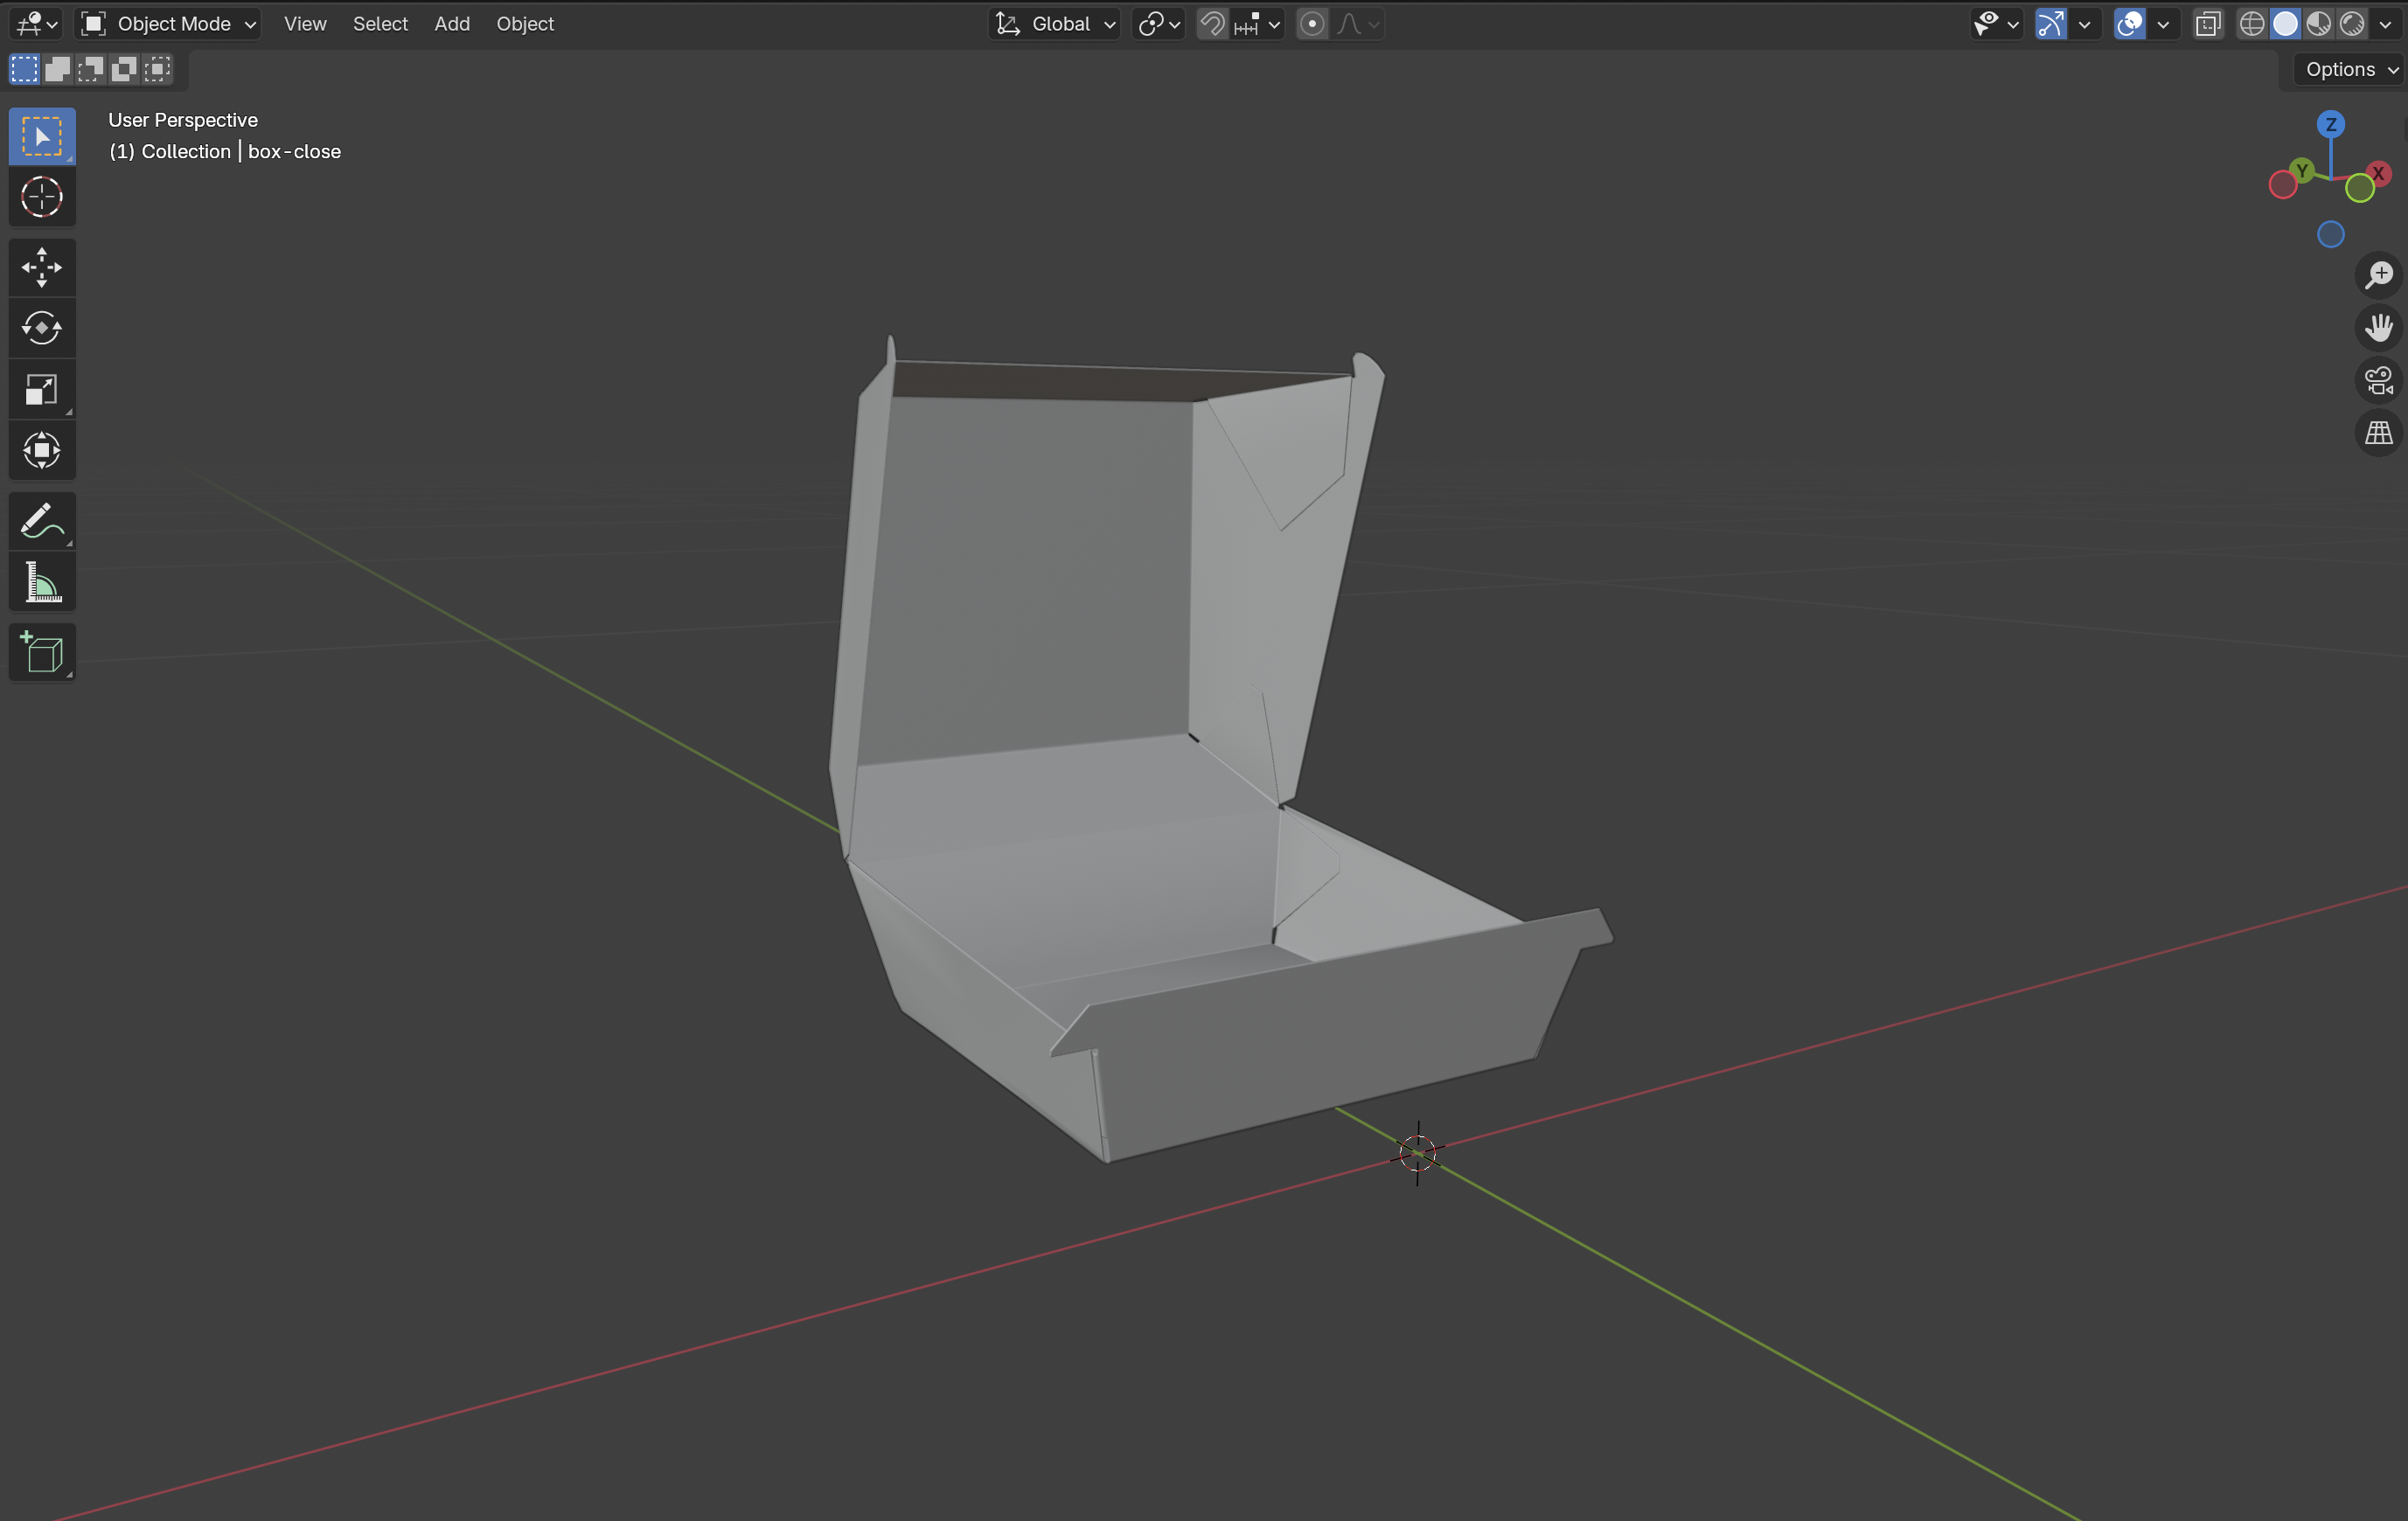 Object Mode View Select Add Object Global
Options
User Perspective
(1) Collection | box-close
Z
Y X